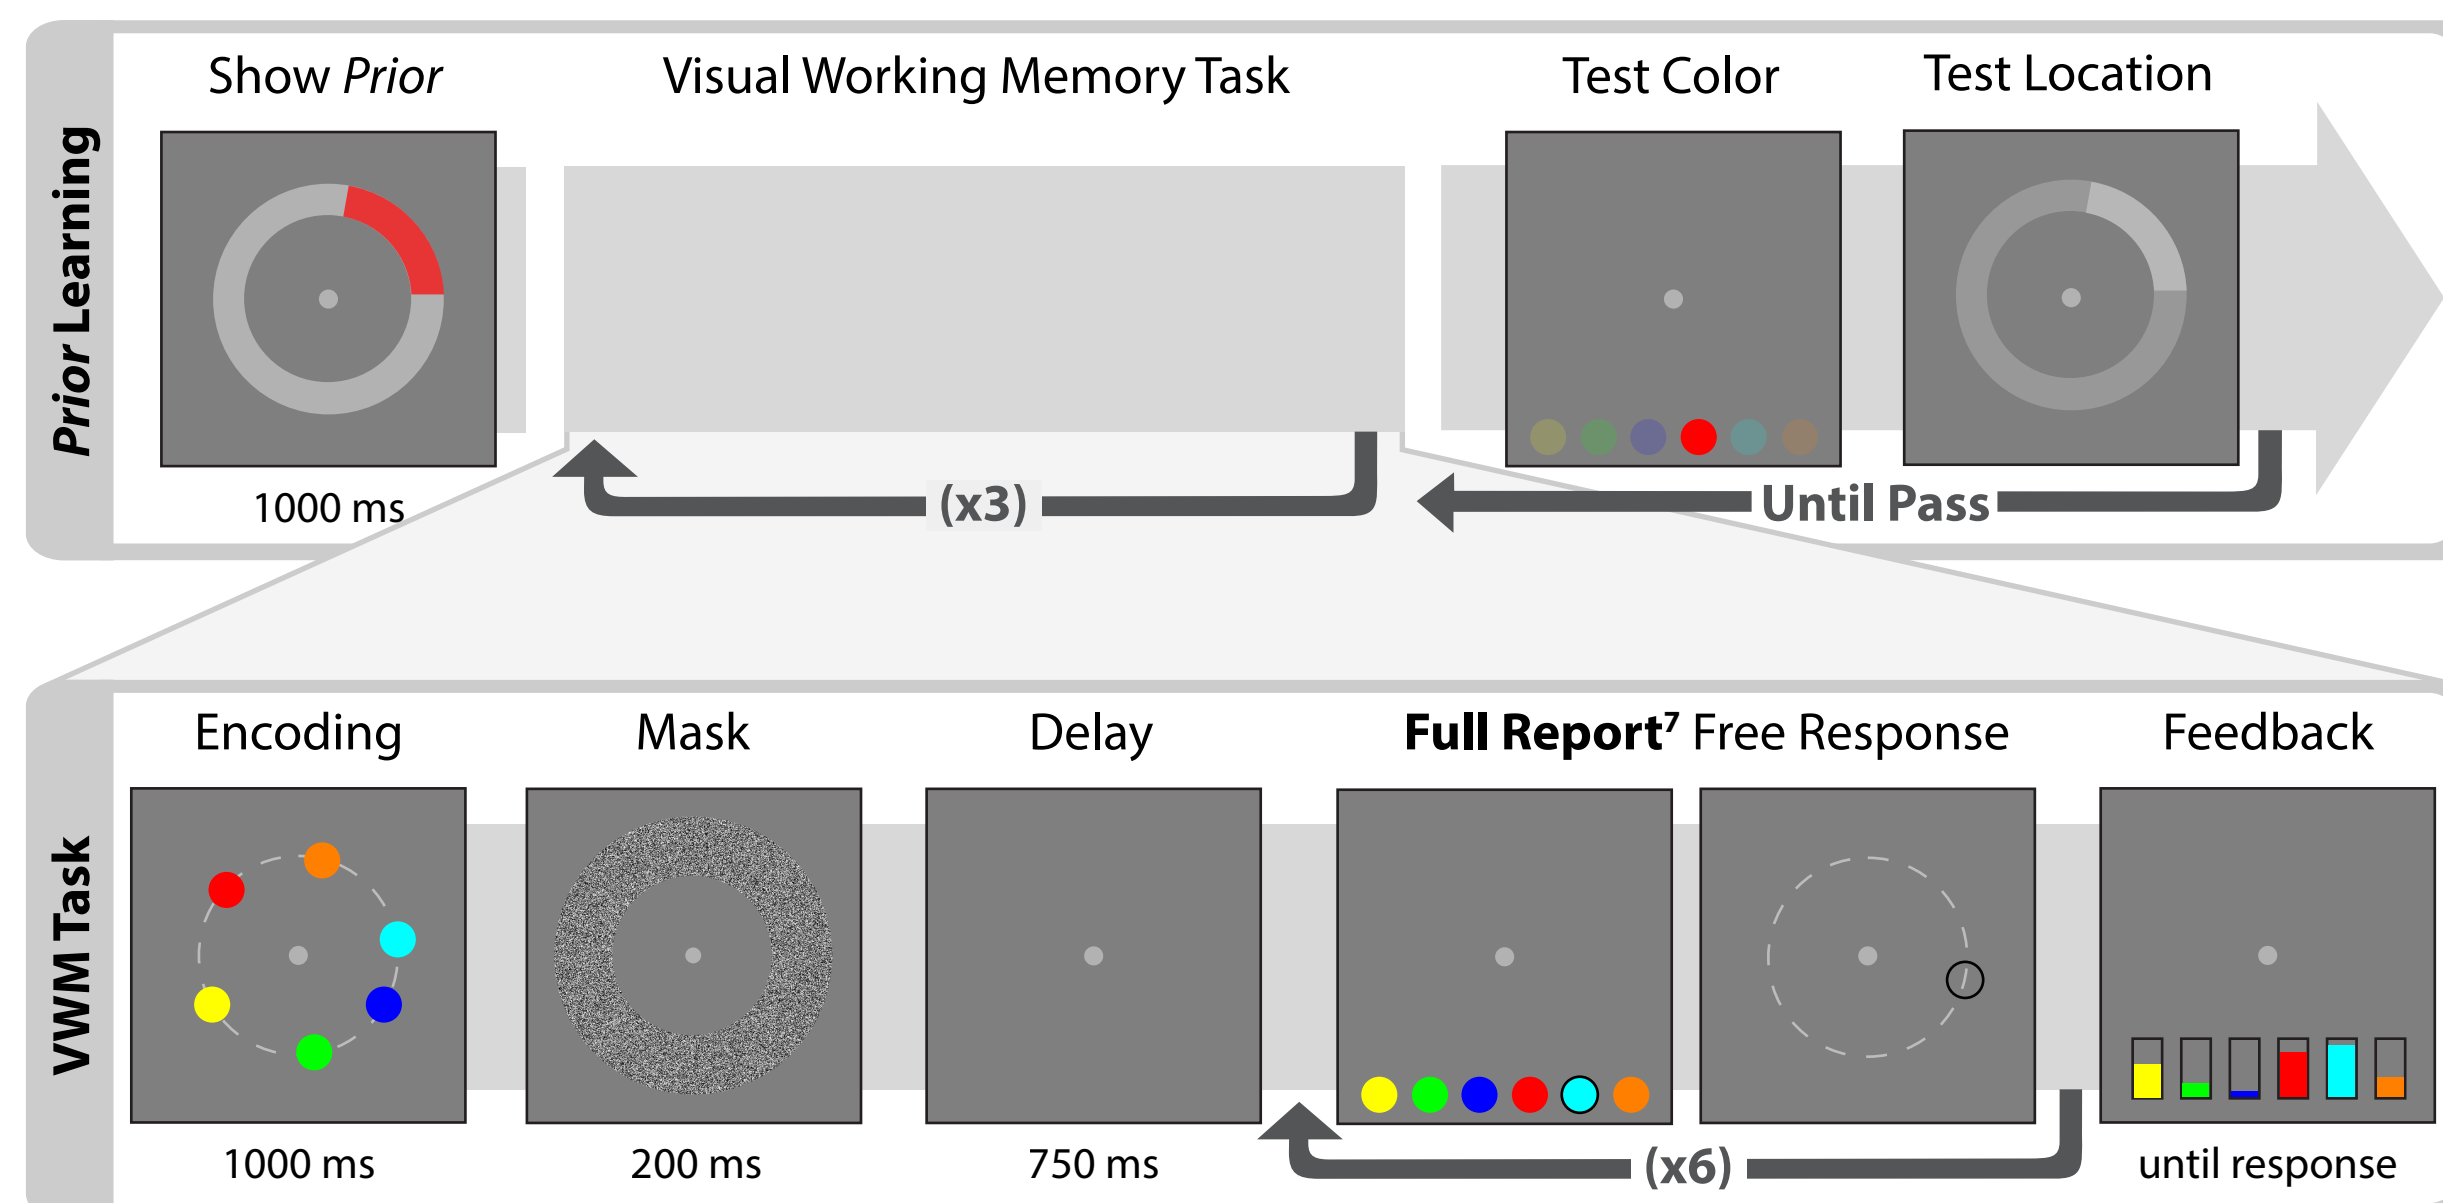 Prior Learning
Show Prior
Visual Working Memory Task
Test Color
Test Location
1000 ms
(x3)
Until Pass
VWM Task
Encoding
Mask
Delay
Full Report⁷ Free Response
Feedback
1000 ms
200 ms
750 ms
(x6)
until response